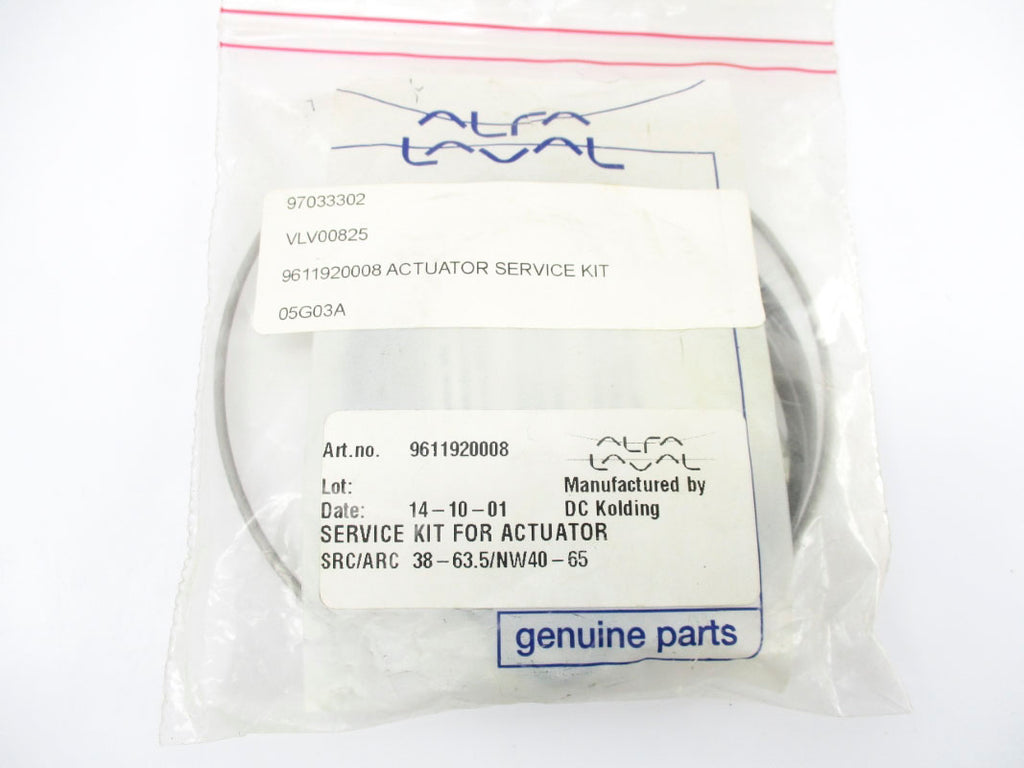 ALFA
LAVAL
97033302
VLV00825
9611920008 ACTUATOR SERVICE KIT
05G03A
Art.no. 9611920008
ALFA
LAVAL
Lot:
Manufactured by
Date: 14-10-01 DC Kolding
SERVICE KIT FOR ACTUATOR
SRC/ARC 38-63.5/NW40-65
genuine parts